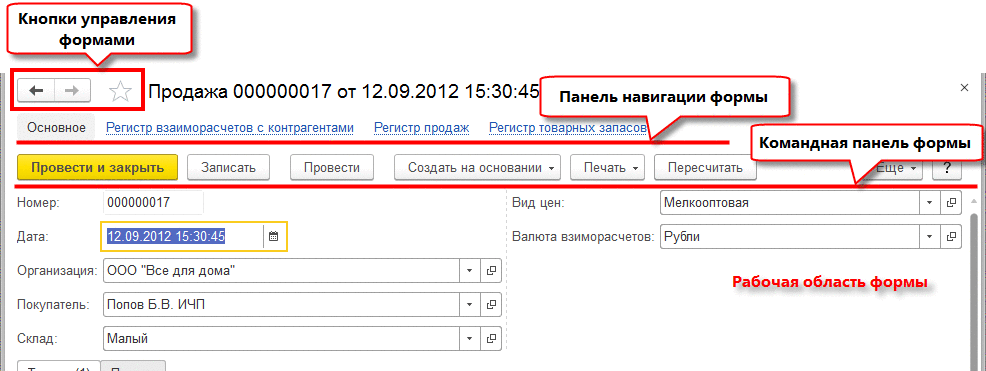 Кнопки управления
формами
Продажа 000000017 от 12.09.2012 15:30:45
Панель навигации формы
Основное Регистр взаиморасчетов с контрагентами Регистр продаж Регистр товарных запасов
Командная панель формы
Провести и закрыть Записать Провести Создать на основании Печать Пересчитать Еще ?
Номер: 000000017 Вид цен: Мелкооптовая
Дата: 12.09.2012 15:30:45 Валюта взиморасчетов: Рубли
Организация: ООО "Все для дома"
Рабочая область формы
Покупатель: Попов Б.В. ИЧП
Склад: Малый